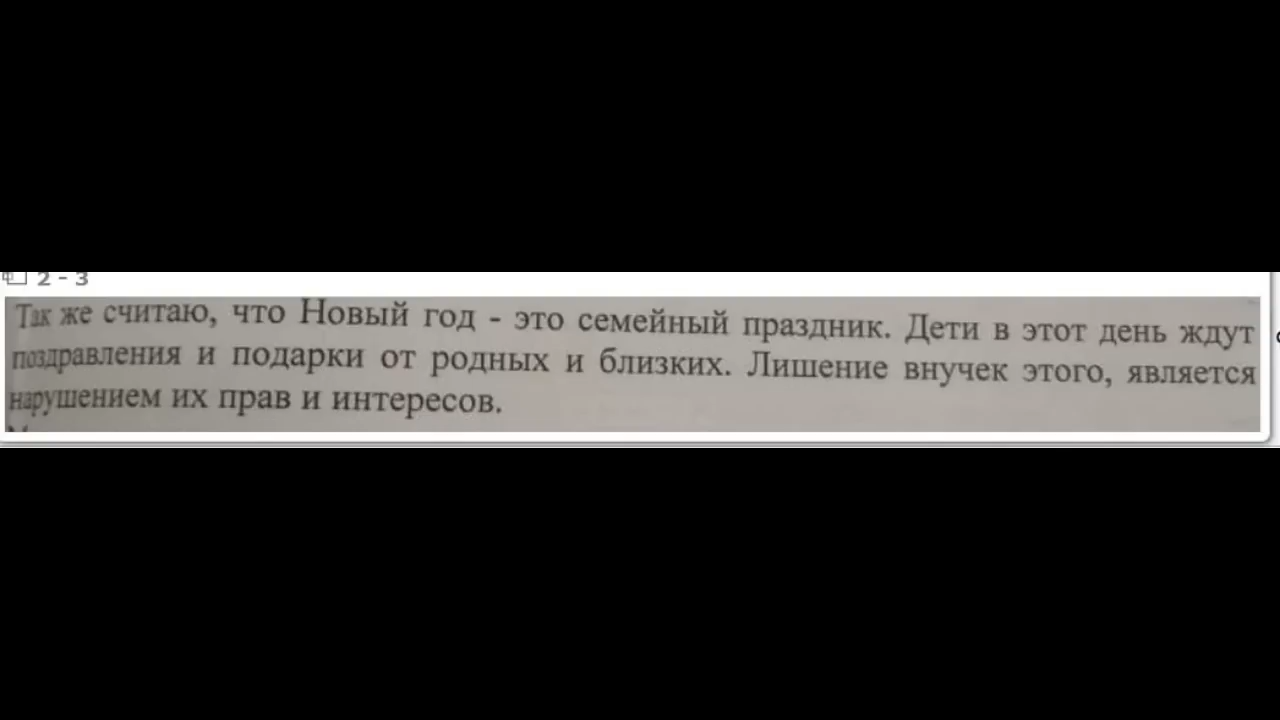 2 - 3
Так же считаю, что Новый год - это семейный праздник. Дети в этот день ждут
поздравления и подарки от родных и близких. Лишение внучек этого, является
нарушением их прав и интересов.